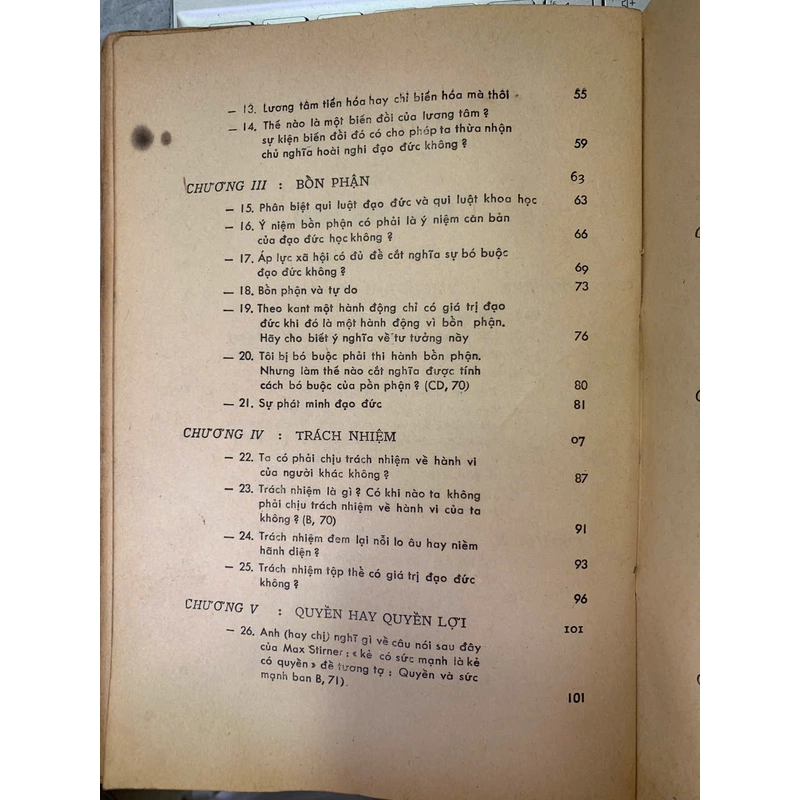 — 13. Lương tâm tiến hóa hay chỉ biến hóa mà thôi 55
— 14. Thế nào là một biến đổi của lương tâm ?
sự kiện biến đổi đó có cho phép ta thừa nhận
chủ nghĩa hoài nghi đạo đức không ? 59
CHƯƠNG III : BỔN PHẬN 63
— 15. Phân biệt qui luật đạo đức và qui luật khoa học 63
— 16. Ý niệm bổn phận có phải là ý niệm căn bản
của đạo đức học không ? 66
— 17. Áp lực xã hội có đủ để cắt nghĩa sự bó buộc
đạo đức không ? 69
— 18. Bổn phận và tự do 73
— 19. Theo kant một hành động chỉ có giá trị đạo
đức khi đó là một hành động vì bổn phận.
Hãy cho biết ý nghĩa về tư tưởng này 76
— 20. Tôi bị bó buộc phải thi hành bổn phận.
Nhưng làm thế nào cắt nghĩa được tính
cách bó buộc của pổn phận ? (CD, 70) 80
— 21. Sự phát minh đạo đức 81
CHƯƠNG IV : TRÁCH NHIỆM 07
— 22. Ta có phải chịu trách nhiệm về hành vi
của người khác không ? 87
— 23. Trách nhiệm là gì ? Có khi nào ta không
phải chịu trách nhiệm về hành vi của ta
không ? (B, 70) 91
— 24. Trách nhiệm đem lại nỗi lo âu hay niềm
hãnh diện ? 93
— 25. Trách nhiệm tập thể có giá trị đạo đức
không ? 96
CHƯƠNG V : QUYỀN HAY QUYỀN LỢI 101
— 26. Anh (hay chị) nghĩ gì về câu nói sau đây
của Max Stirner : « kẻ có sức mạnh là kẻ
có quyền » đề tương tợ : Quyền và sức
mạnh ban B, 71). 101